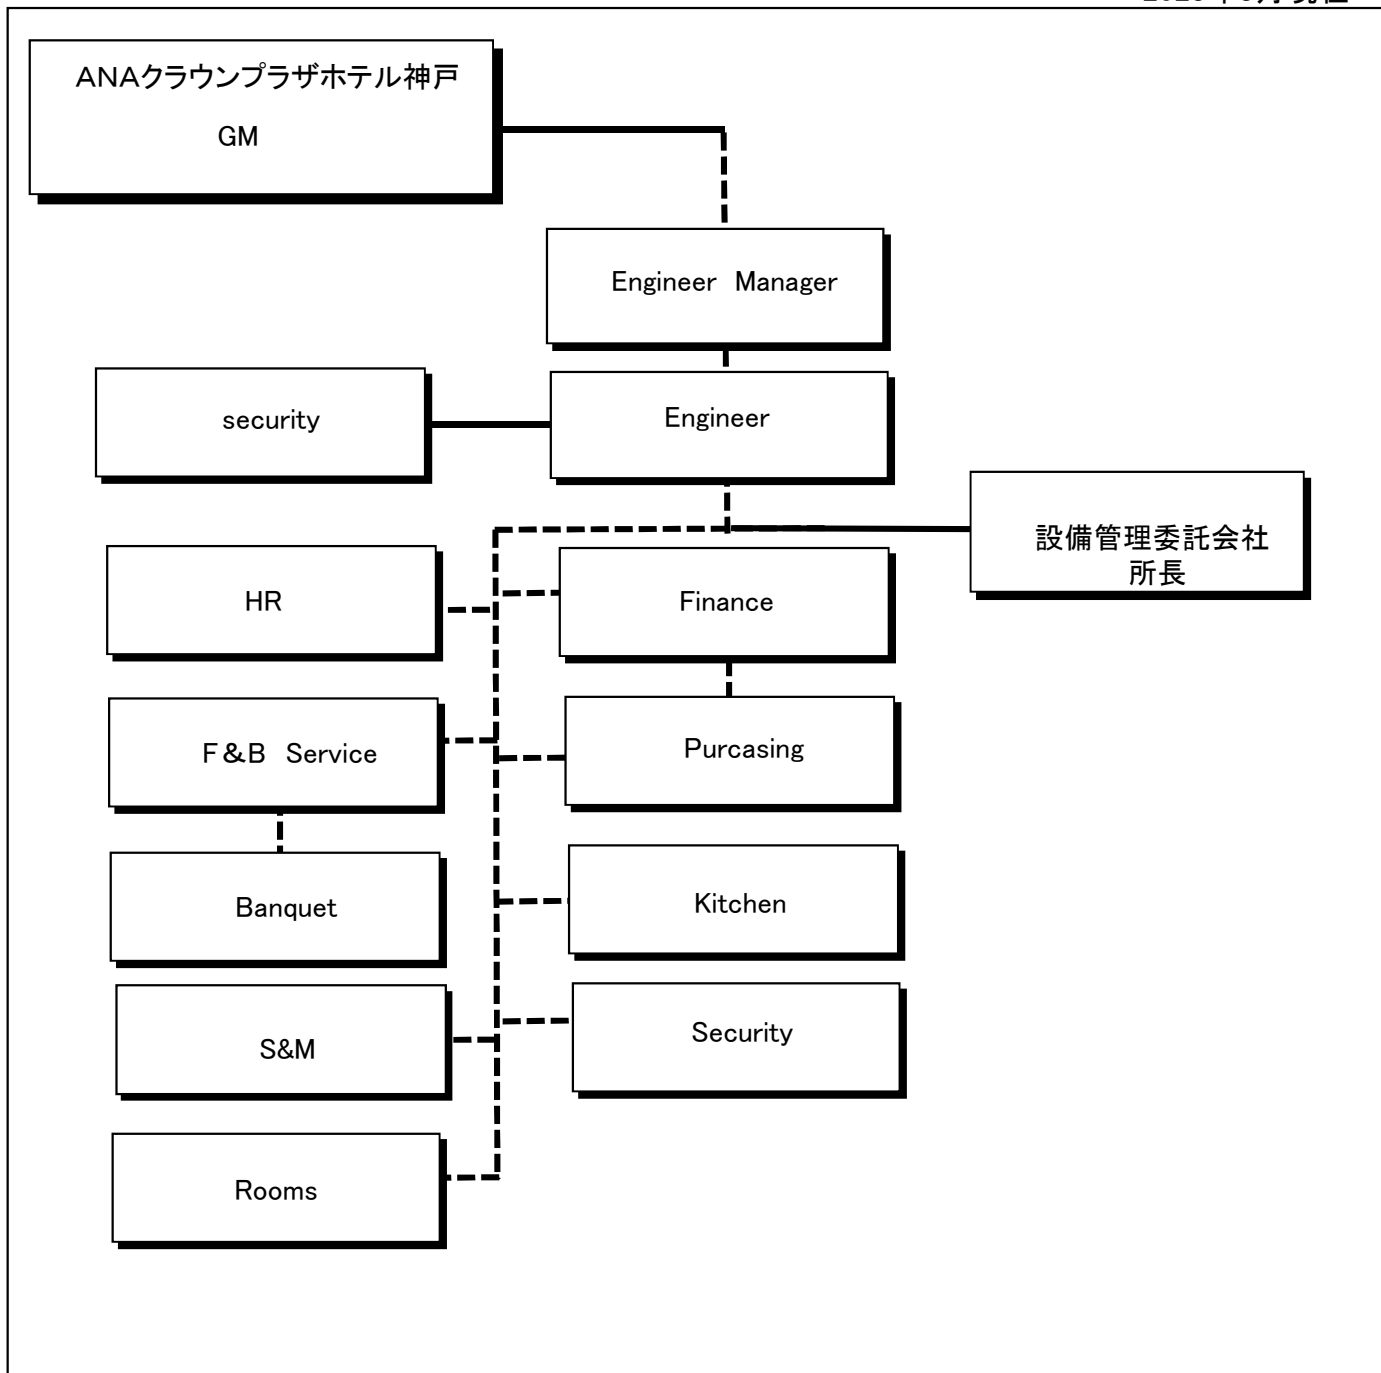 ANAクラウンプラザホテル神戸
GM
Engineer Manager
security
Engineer
設備管理委託会社
所長
HR
Finance
F&B Service
Purcasing
Banquet
Kitchen
S&M
Security
Rooms